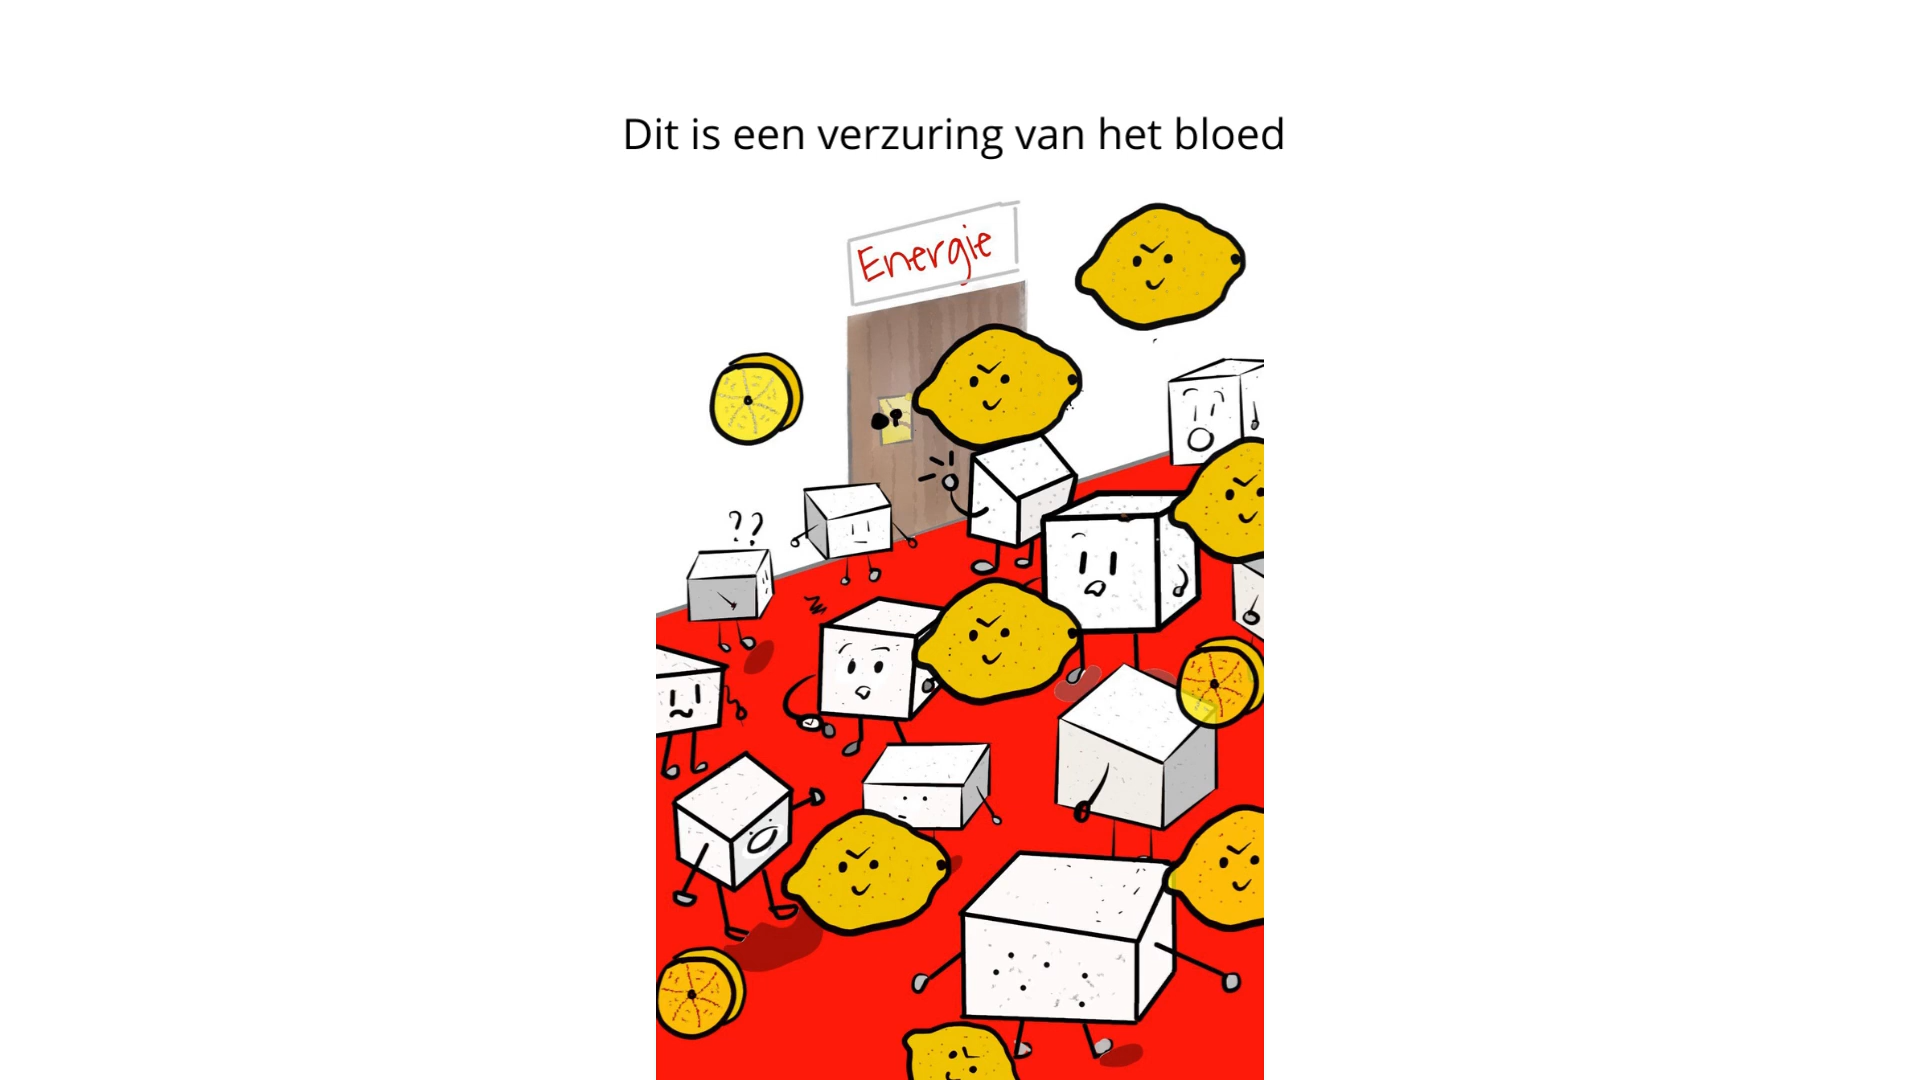 Dit is een verzuring van het bloed
Energie
??